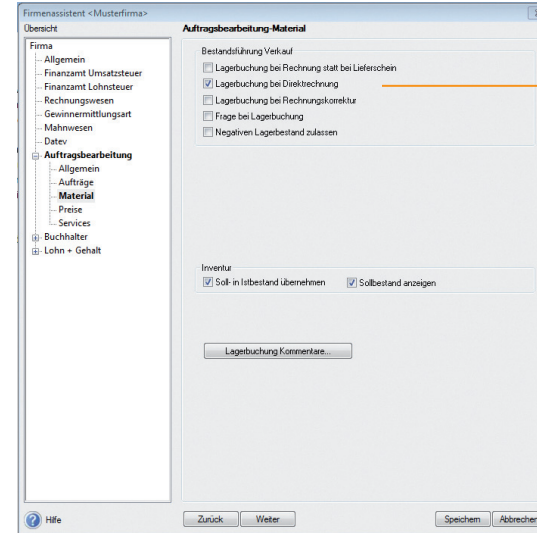 Firmenassistent <Musterfirma>
Übersicht
Firma
Allgemein
Finanzamt Umsatzsteuer
Finanzamt Lohnsteuer
Rechnungswesen
Gewinnermittlungsart
Mahnwesen
Datev
Auftragsbearbeitung
Allgemein
Aufträge
Material
Preise
Services
Buchhalter
Lohn + Gehalt
Auftragsbearbeitung-Material
Bestandsführung Verkauf
Lagerbuchung bei Rechnung statt bei Lieferschein
Lagerbuchung bei Direktrechnung
Lagerbuchung bei Rechnungskorrektur
Frage bei Lagerbuchung
Negativen Lagerbestand zulassen
Inventur
Soll- in Istbestand übernehmen Sollbestand anzeigen
Lagerbuchung Kommentare...
Hilfe Zurück Weiter Speichern Abbrechen